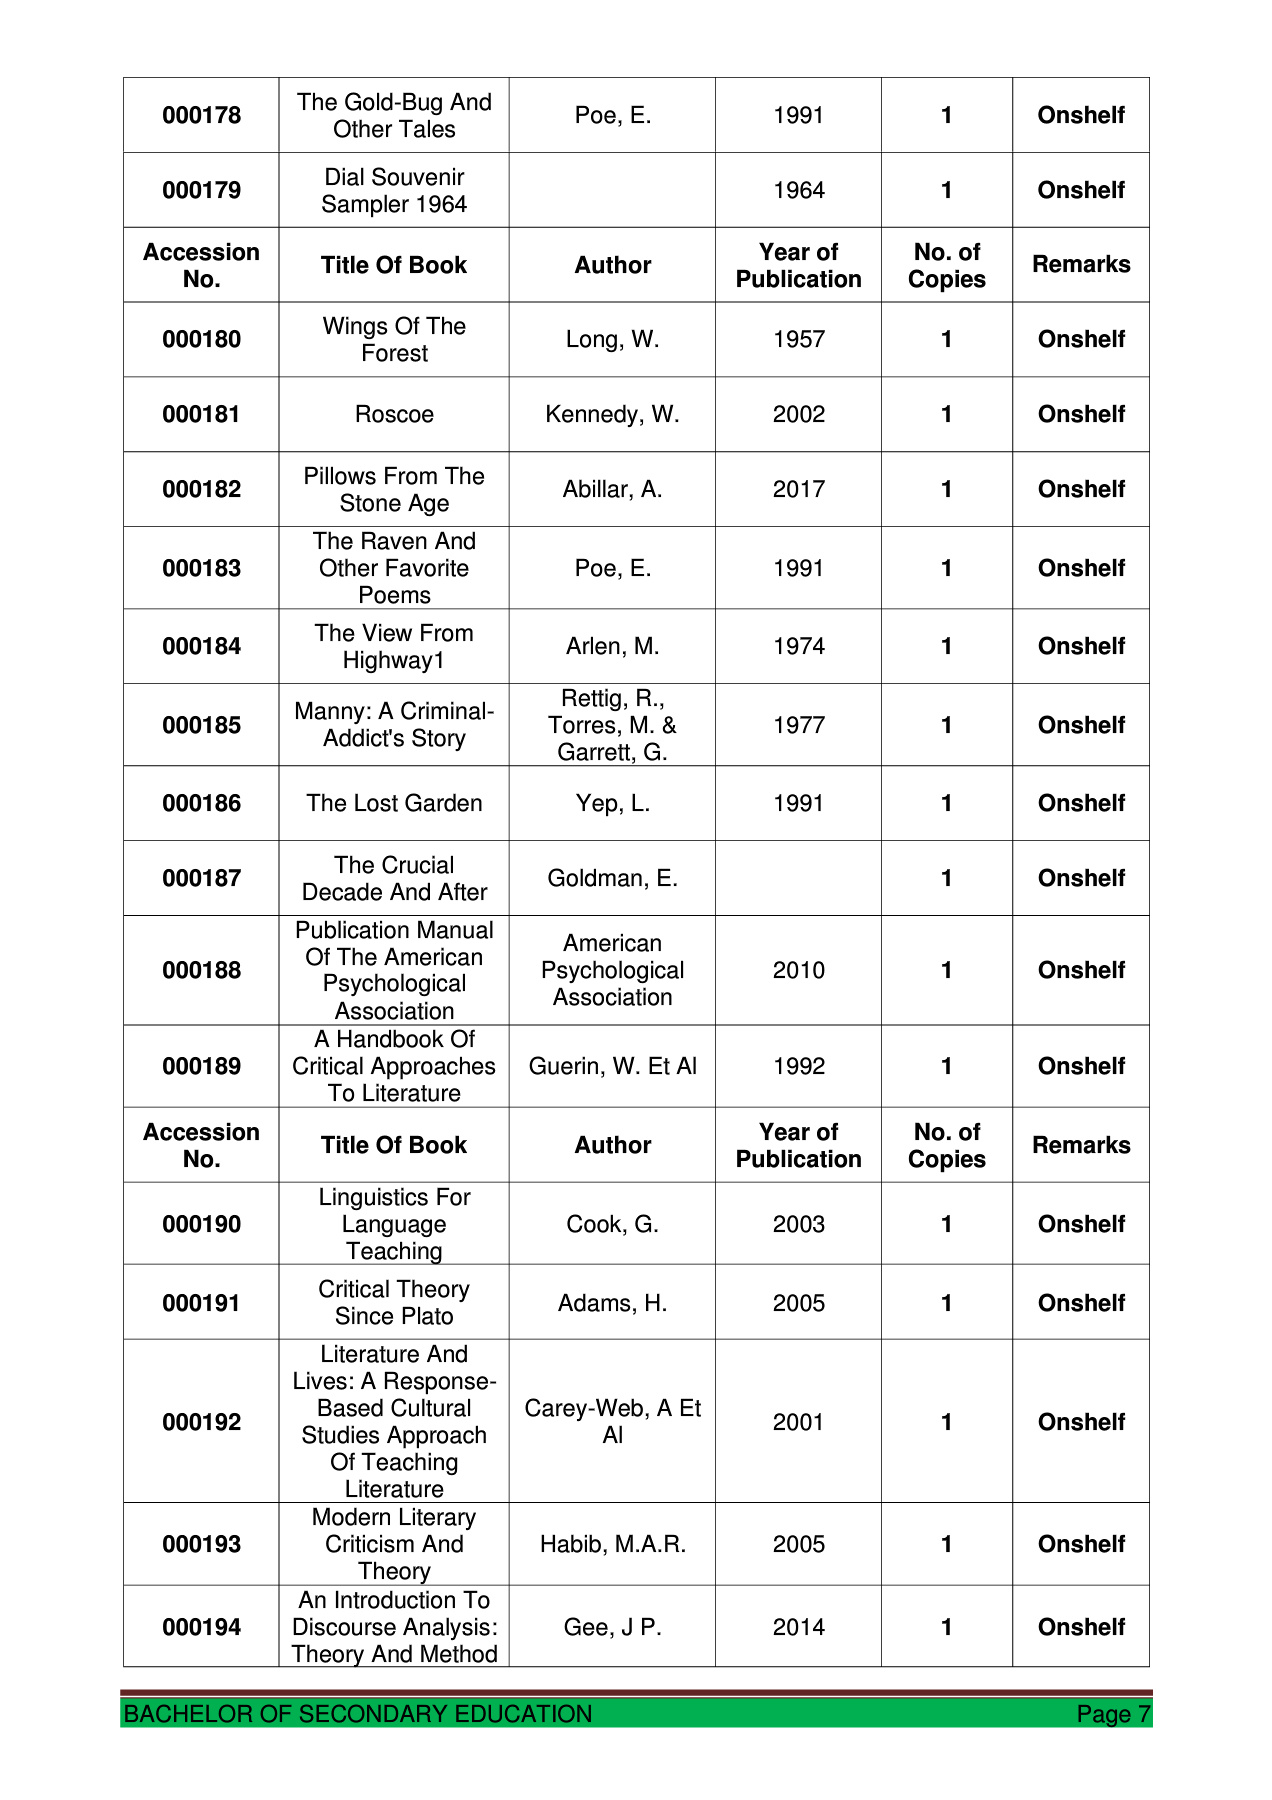 000178 The Gold-Bug And Other Tales Poe, E. 1991 1 Onshelf
000179 Dial Souvenir Sampler 1964 1964 1 Onshelf
Accession No. Title Of Book Author Year of Publication No. of Copies Remarks
000180 Wings Of The Forest Long, W. 1957 1 Onshelf
000181 Roscoe Kennedy, W. 2002 1 Onshelf
000182 Pillows From The Stone Age Abillar, A. 2017 1 Onshelf
000183 The Raven And Other Favorite Poems Poe, E. 1991 1 Onshelf
000184 The View From Highway1 Arlen, M. 1974 1 Onshelf
000185 Manny: A Criminal-Addict's Story Rettig, R., Torres, M. & Garrett, G. 1977 1 Onshelf
000186 The Lost Garden Yep, L. 1991 1 Onshelf
000187 The Crucial Decade And After Goldman, E. 1 Onshelf
000188 Publication Manual Of The American Psychological Association American Psychological Association 2010 1 Onshelf
000189 A Handbook Of Critical Approaches To Literature Guerin, W. Et Al 1992 1 Onshelf
Accession No. Title Of Book Author Year of Publication No. of Copies Remarks
000190 Linguistics For Language Teaching Cook, G. 2003 1 Onshelf
000191 Critical Theory Since Plato Adams, H. 2005 1 Onshelf
000192 Literature And Lives: A Response-Based Cultural Studies Approach Of Teaching Literature Carey-Web, A Et Al 2001 1 Onshelf
000193 Modern Literary Criticism And Theory Habib, M.A.R. 2005 1 Onshelf
000194 An Introduction To Discourse Analysis: Theory And Method Gee, J P. 2014 1 Onshelf
BACHELOR OF SECONDARY EDUCATION Page 7